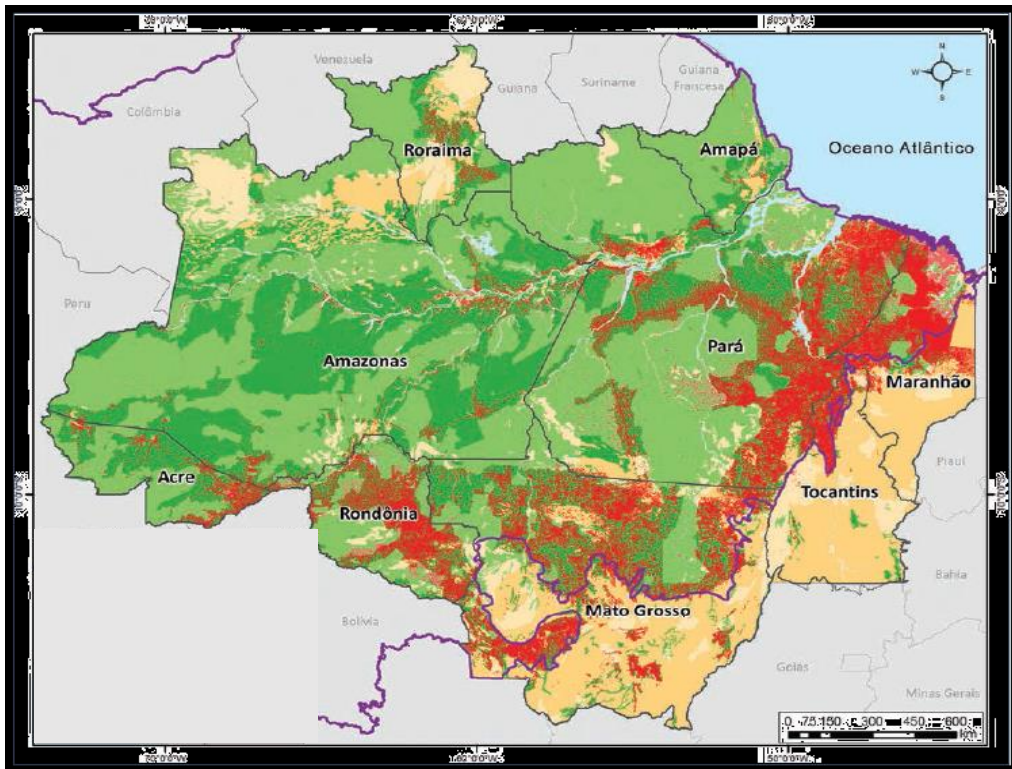 Venezuela
Guiana
Suriname
Guiana
Francesa
Colômbia
N
W
E
S
Roraima
Amapá
Oceano Atlântico
Peru
Amazonas
Pará
Maranhão
Piauí
Acre
Tocantins
Rondônia
Bahia
Mato Grosso
Bolívia
Goiás
Minas Gerais
0 75 150 300 450 600
km